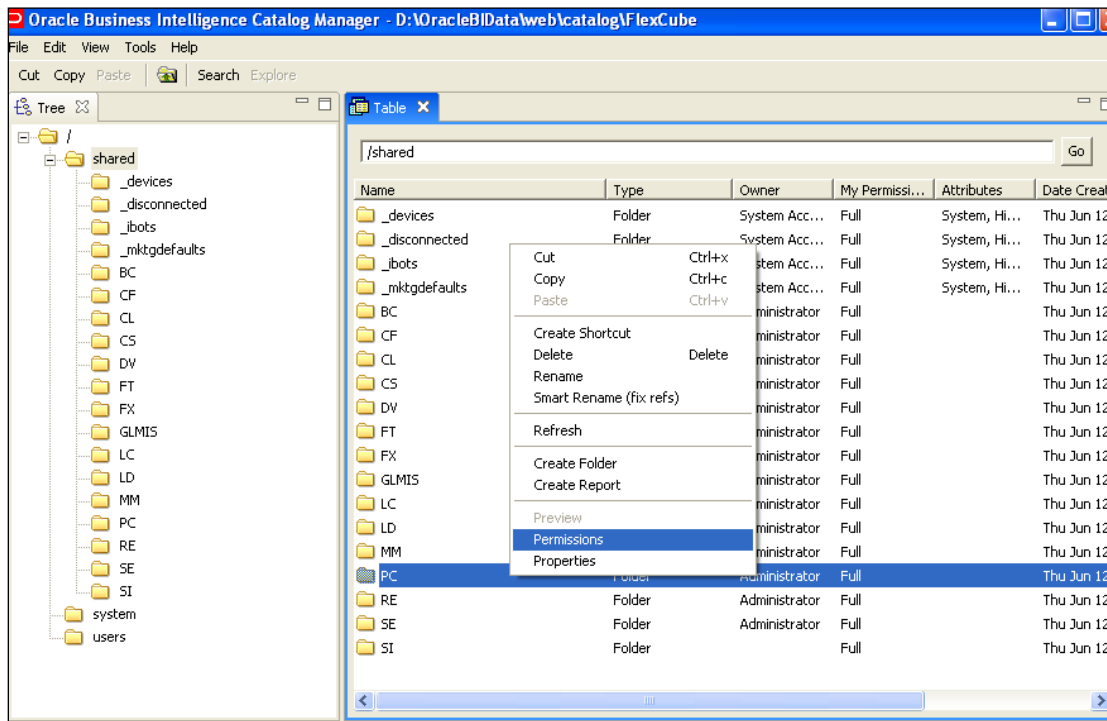 Oracle Business Intelligence Catalog Manager - D:\OracleBIData\web\catalog\FlexCube
File Edit View Tools Help
Cut Copy Paste Search Explore
Tree
/
shared
_devices
_disconnected
_ibots
_mktgdefaults
BC
CF
CL
CS
DV
FT
FX
GLMIS
LC
LD
MM
PC
RE
SE
SI
system
users
Table
/shared Go
Name Type Owner My Permissi... Attributes Date Creat
_devices Folder System Acc... Full System, Hi... Thu Jun 12
_disconnected Folder System Acc... Full System, Hi... Thu Jun 12
_ibots stem Acc... Full System, Hi... Thu Jun 12
_mktgdefaults stem Acc... Full System, Hi... Thu Jun 12
BC ministrator Full Thu Jun 12
CF ministrator Full Thu Jun 12
CL ministrator Full Thu Jun 12
CS ministrator Full Thu Jun 12
DV ministrator Full Thu Jun 12
FT ministrator Full Thu Jun 12
FX ministrator Full Thu Jun 12
GLMIS ministrator Full Thu Jun 12
LC ministrator Full Thu Jun 12
LD ministrator Full Thu Jun 12
MM ministrator Full Thu Jun 12
PC Folder Administrator Full Thu Jun 12
RE Folder Administrator Full Thu Jun 12
SE Folder Administrator Full Thu Jun 12
SI Folder Full Thu Jun 12
Cut Ctrl+x
Copy Ctrl+c
Paste Ctrl+v
Create Shortcut
Delete Delete
Rename
Smart Rename (fix refs)
Refresh
Create Folder
Create Report
Preview
Permissions
Properties